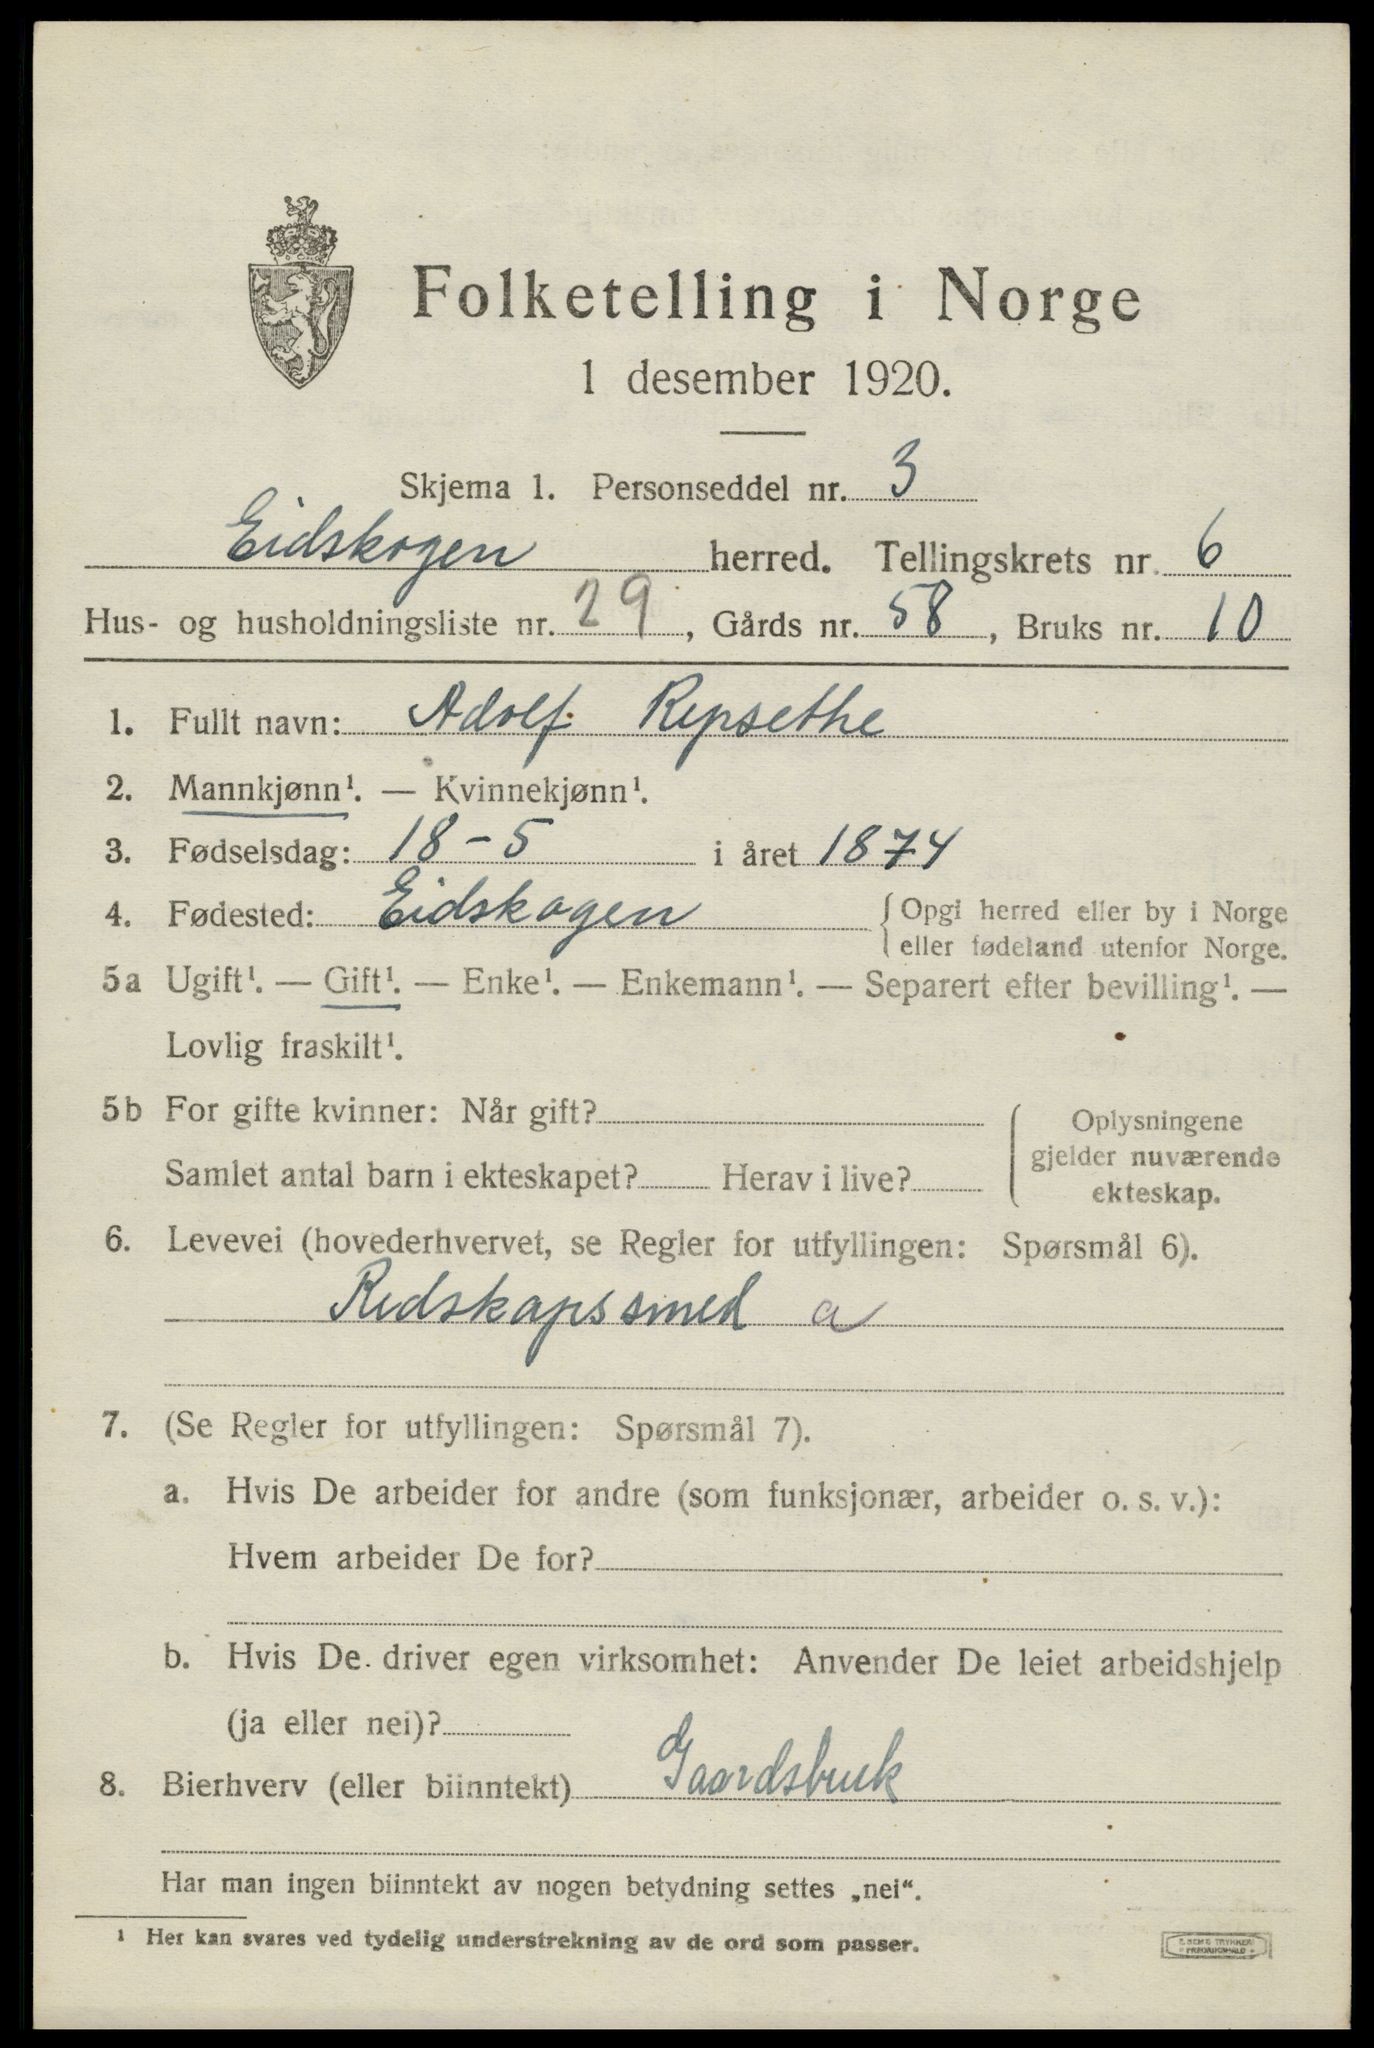 Folketelling i Norge
1 desember 1920.
Skjema 1. Personseddel nr. 3
Eidskogen herred. Tellingskrets nr. 6
Hus- og husholdningsliste nr. 29, Gårds nr. 58, Bruks nr. 10
1. Fullt navn: Adolf Repsethe
2. Mannkjønn¹. — Kvinnekjønn¹.
3. Fødselsdag: 18-5 i året 1874
4. Fødested: Eidskogen {Opgi herred eller by i Norge
eller fødeland utenfor Norge.
5a Ugift¹. — Gift¹. — Enke¹. — Enkemann¹. — Separert efter bevilling¹. —
Lovlig fraskilt¹.
5b For gifte kvinner: Når gift?
Samlet antal barn i ekteskapet? Herav i live?
Oplysningene
gjelder nuværende
ekteskap.
6. Levevei (hovederhvervet, se Regler for utfyllingen: Spørsmål 6).
Redskapssmed a
7. (Se Regler for utfyllingen: Spørsmål 7).
a. Hvis De arbeider for andre (som funksjonær, arbeider o. s. v.):
Hvem arbeider De for?
b. Hvis De driver egen virksomhet: Anvender De leiet arbeidshjelp
(ja eller nei)?
8. Bierhverv (eller biinntekt) Gaardsbruk
Har man ingen biinntekt av nogen betydning settes „nei“.
¹ Her kan svares ved tydelig understrekning av de ord som passer.